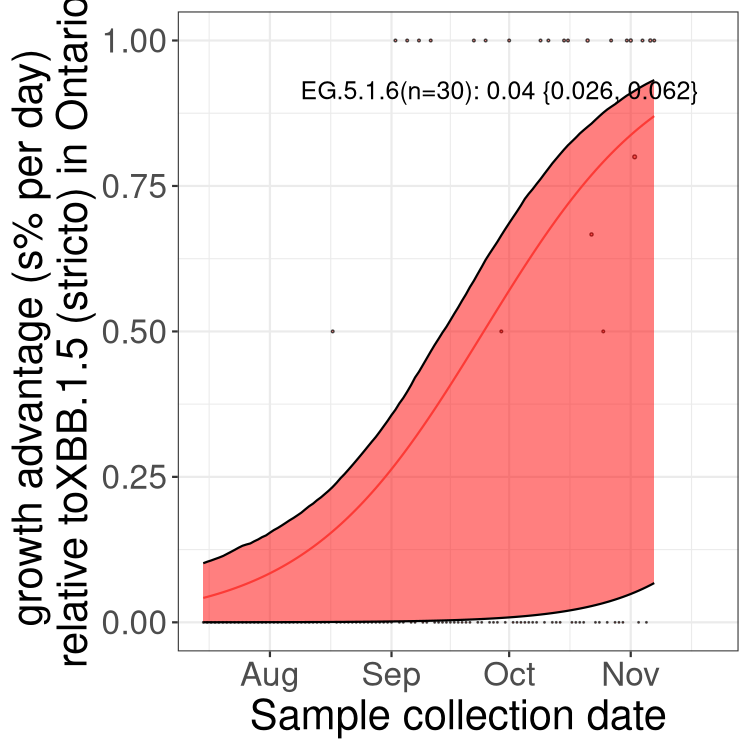 growth advantage (s% per day)
relative toXBB.1.5 (stricto) in Ontario
1.00
0.75
0.50
0.25
0.00
EG.5.1.6(n=30): 0.04 {0.026, 0.062}
Aug Sep Oct Nov
Sample collection date